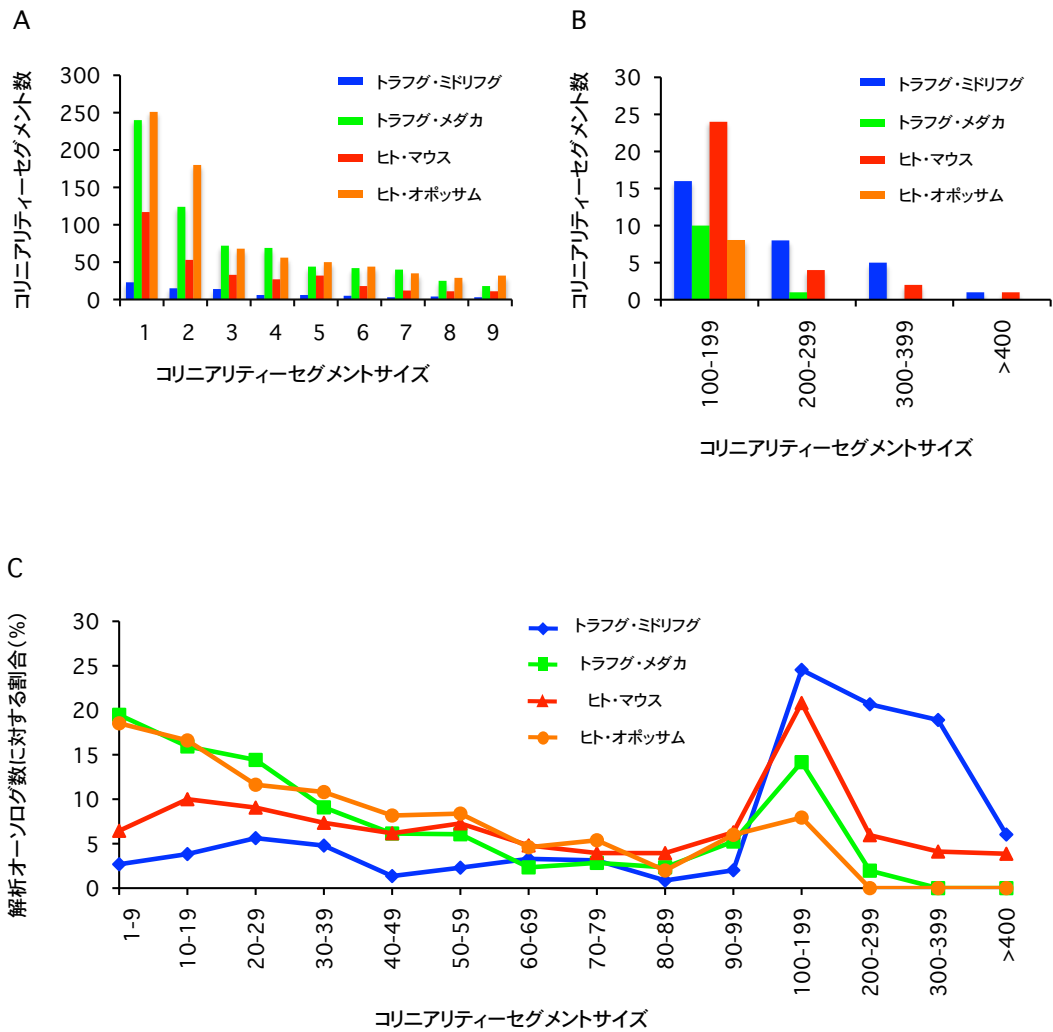 A
コリニアリティーセグメント数
300
250
200
150
100
50
0
トラフグ・ミドリフグ
トラフグ・メダカ
ヒト・マウス
ヒト・オポッサム
1 2 3 4 5 6 7 8 9
コリニアリティーセグメントサイズ
B
コリニアリティーセグメント数
30
25
20
15
10
5
0
トラフグ・ミドリフグ
トラフグ・メダカ
ヒト・マウス
ヒト・オポッサム
100-199
200-299
300-399
>400
コリニアリティーセグメントサイズ
C
解析オーソログ数に対する割合(%)
30
25
20
15
10
5
0
トラフグ・ミドリフグ
トラフグ・メダカ
ヒト・マウス
ヒト・オポッサム
1-9
10-19
20-29
30-39
40-49
50-59
60-69
70-79
80-89
90-99
100-199
200-299
300-399
>400
コリニアリティーセグメントサイズ